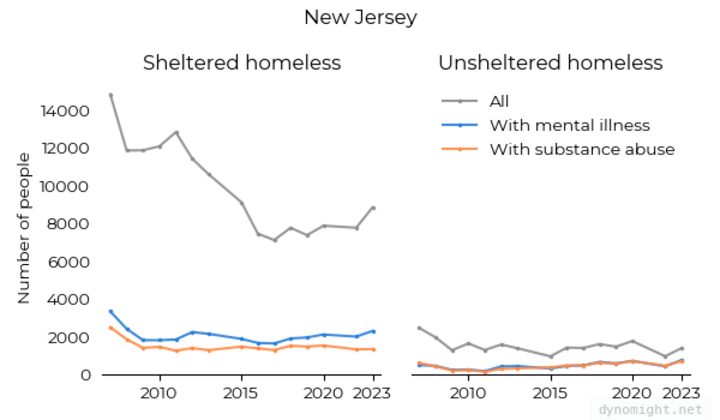 New Jersey
Sheltered homeless
Unsheltered homeless
Number of people
14000
12000
10000
8000
6000
4000
2000
0
All
With mental illness
With substance abuse
2010 2015 2020 2023
2010 2015 2020 2023
dynomight.net